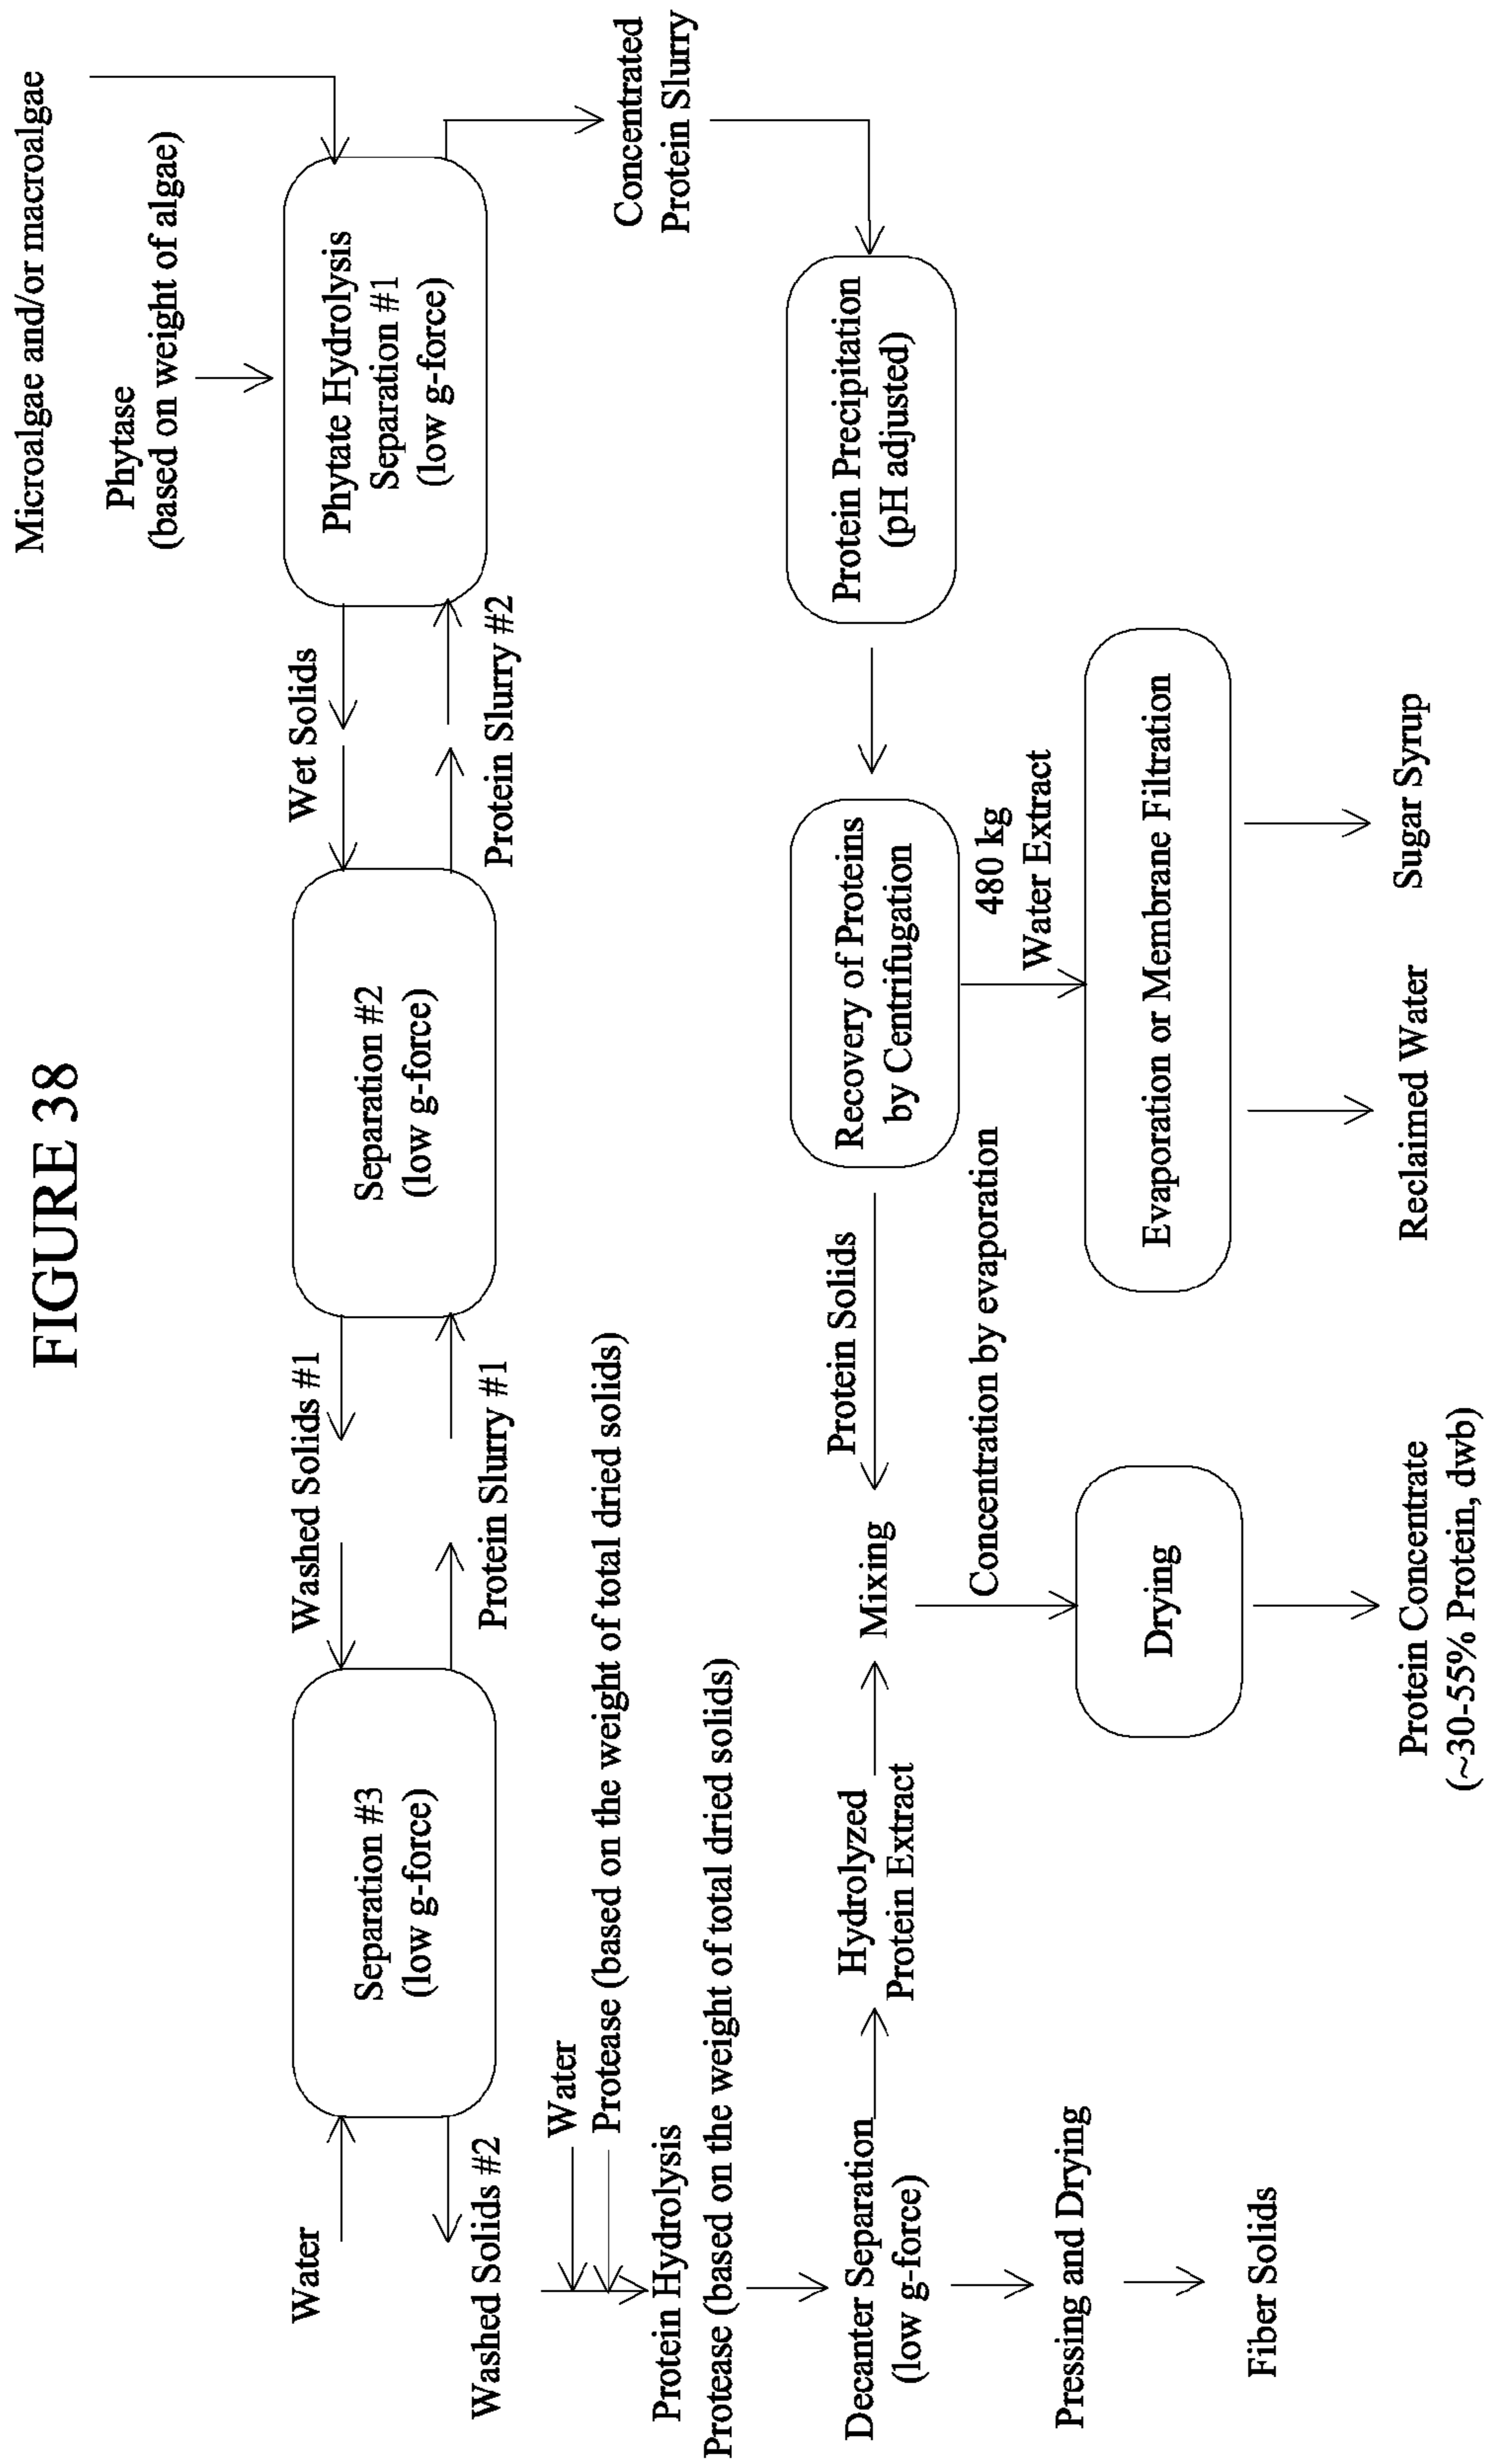 FIGURE 38
Microalgae and/or macroalgae
Phytase
(based on weight of algae)
Water
Separation #3
(low g-force)
Washed Solids #1
Protein Slurry #1
Separation #2
(low g-force)
Wet Solids
Protein Slurry #2
Phytate Hydrolysis
Separation #1
(low g-force)
Washed Solids #2
Water
Protease (based on the weight of total dried solids)
Concentrated
Protein Slurry
Protein Hydrolysis
Protease (based on the weight of total dried solids)
Decanter Separation
(low g-force)
Hydrolyzed
Protein Extract
Mixing
Protein Solids
Recovery of Proteins
by Centrifugation
Protein Precipitation
(pH adjusted)
Concentration by evaporation
480 kg
Water Extract
Pressing and Drying
Drying
Evaporation or Membrane Filtration
Fiber Solids
Protein Concentrate
(~30-55% Protein, dwb)
Reclaimed Water
Sugar Syrup